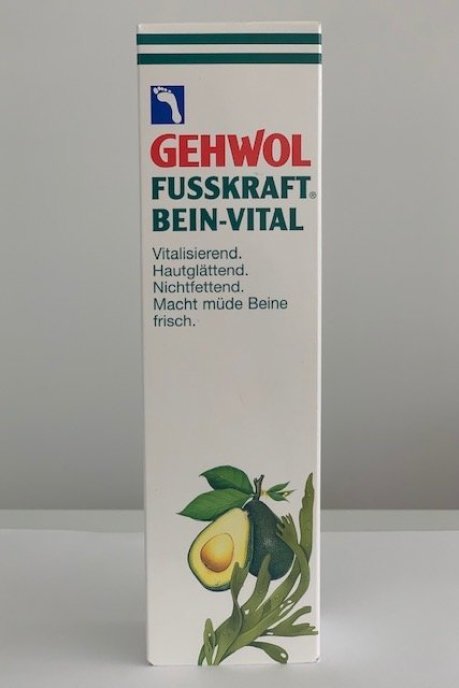 GEHWOL
FUSSKRAFT®
BEIN-VITAL
Vitalisierend.
Hautglättend.
Nichtfettend.
Macht müde Beine
frisch.